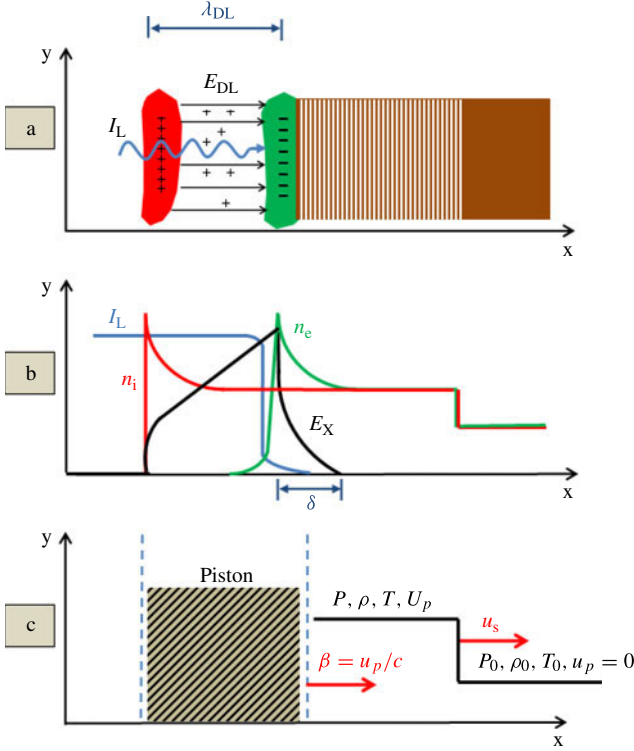 λDL
y
a
IL
EDL
x
y
b
IL
ne
ni
EX
x
δ
y
c
Piston
P, ρ, T, Up
us
β = up/c
P0, ρ0, T0, up = 0
x